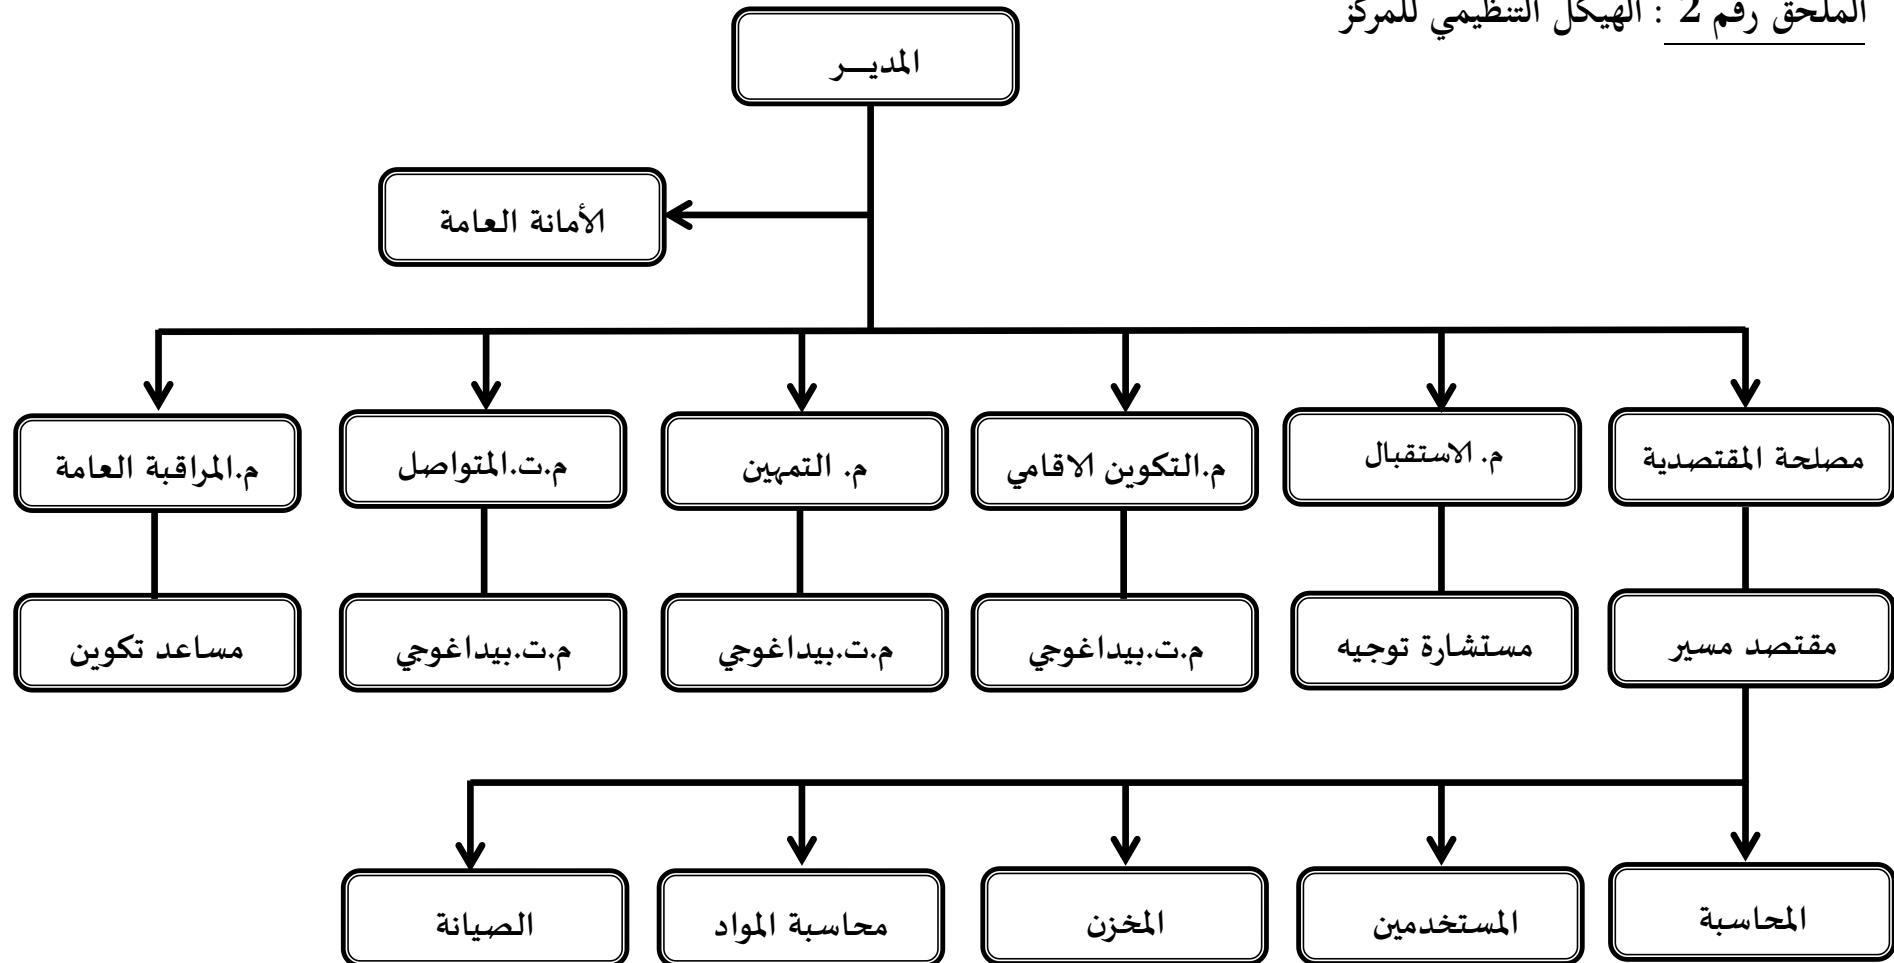 الملحق رقم 2 : الهيكل التنظيمي للمركز
المديـــر
الأمانة العامة
مصلحة المقتصدية
م. الاستقبال
م.التكوين الاقامي
م. التمهين
م.ت.المتواصل
م.المراقبة العامة
مقتصد مسير
مستشارة توجيه
م.ت.بيداغوجي
م.ت.بيداغوجي
م.ت.بيداغوجي
مساعد تكوين
المحاسبة
المستخدمين
المخزن
محاسبة المواد
الصيانة